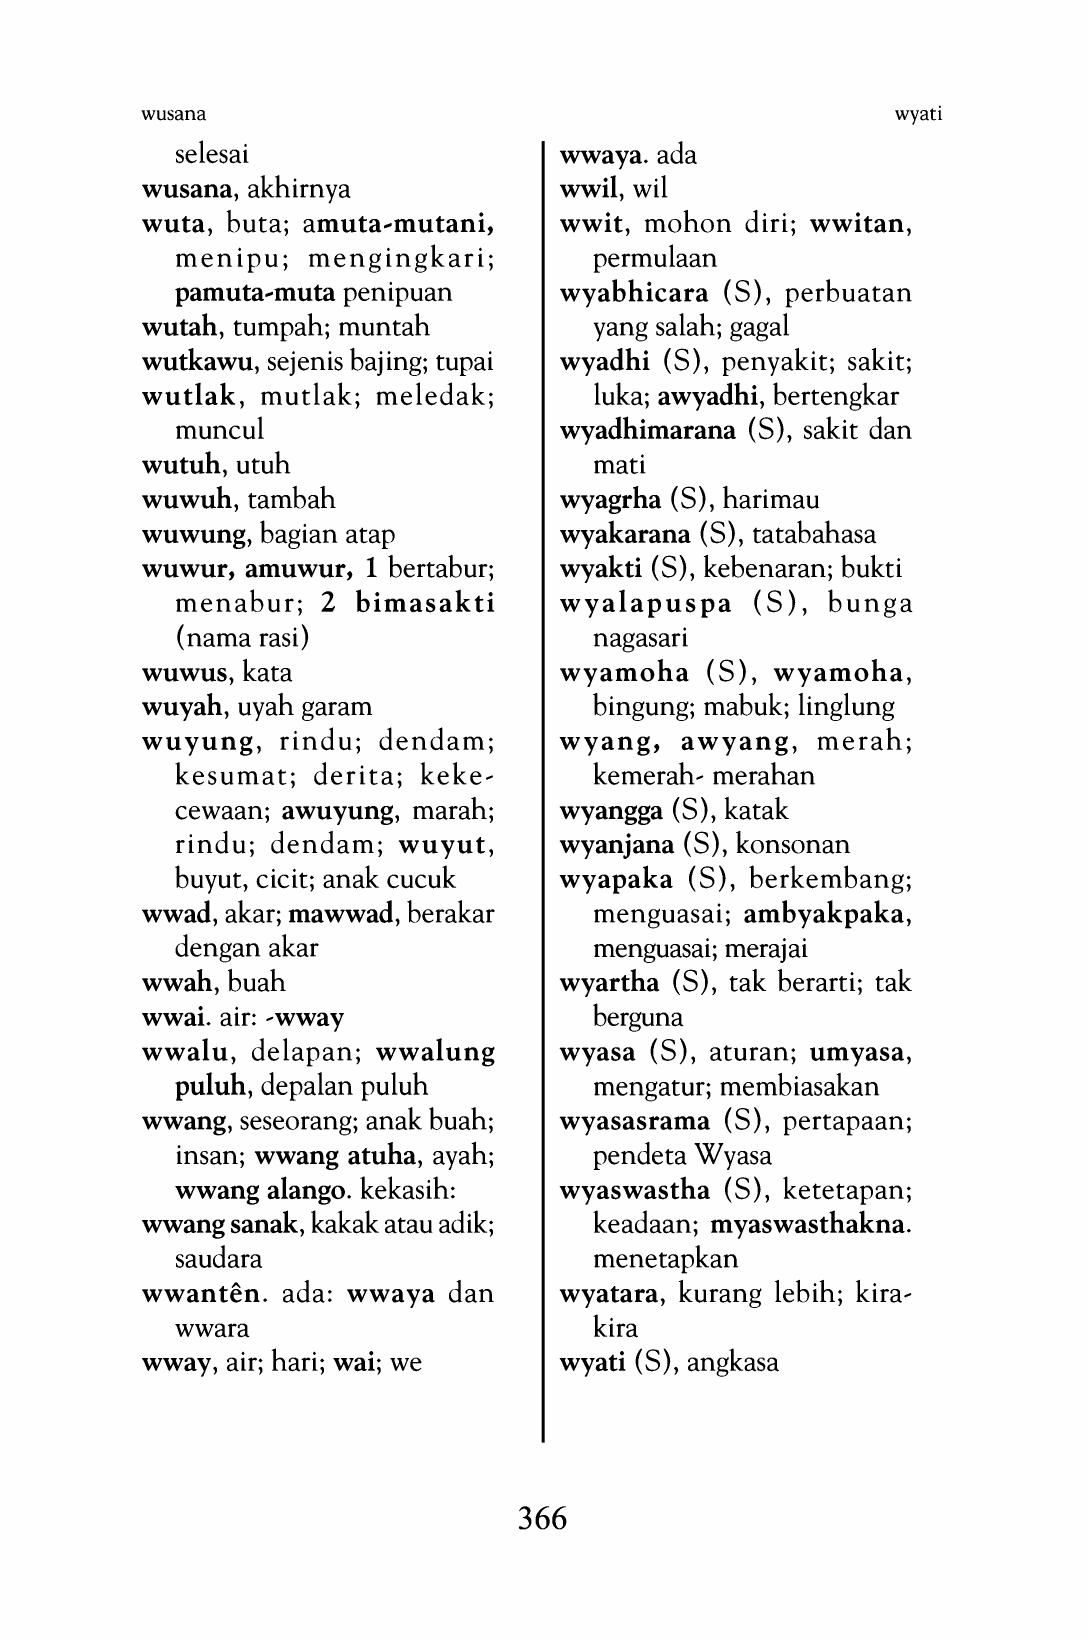 wusana
wyati
selesai
wusana, akhirnya
wuta, buta; amuta-mutani,
menipu; mengingkari;
pamuta-muta penipuan
wutah, tumpah; muntah
wutkawu, sejenis bajing; tupai
wutlak, mutlak; meledak;
muncul
wutuh, utuh
wuwuh, tambah
wuwung, bagian atap
wuwur, amuwur, 1 bertabur;
menabur; 2 bimasakti
(nama rasi)
wuwus, kata
wuyah, uyah garam
wuyung, rindu; dendam;
kesumat; derita; keke-
cewaan; awuyung, marah;
rindu; dendam; wuyut,
buyut, cicit; anak cucuk
wwad, akar; mawwad, berakar
dengan akar
wwah, buah
wwai. air: -wway
wwalu, delapan; wwalung
puluh, depalan puluh
wwang, seseorang; anak buah;
insan; wwang atuha, ayah;
wwang alango. kekasih:
wwang sanak, kakak atau adik;
saudara
wwantên. ada: wwaya dan
wwara
wway, air; hari; wai; we
wwaya. ada
wwil, wil
wwit, mohon diri; wwitan,
permulaan
wyabhicara (S), perbuatan
yang salah; gagal
wyadhi (S), penyakit; sakit;
luka; awyadhi, bertengkar
wyadhimarana (S), sakit dan
mati
wyagrha (S), harimau
wyakarana (S), tatabahasa
wyakti (S), kebenaran; bukti
wyalapuspa (S), bunga
nagasari
wyamoha (S), wyamoha,
bingung; mabuk; linglung
wyang, awyang, merah;
kemerah- merahan
wyangga (S), katak
wyanjana (S), konsonan
wyapaka (S), berkembang;
menguasai; ambyakpaka,
menguasai; merajai
wyartha (S), tak berarti; tak
berguna
wyasa (S), aturan; umyasa,
mengatur; membiasakan
wyasasrama (S), pertapaan;
pendeta Wyasa
wyaswastha (S), ketetapan;
keadaan; myaswasthakna.
menetapkan
wyatara, kurang lebih; kira-
kira
wyati (S), angkasa
366